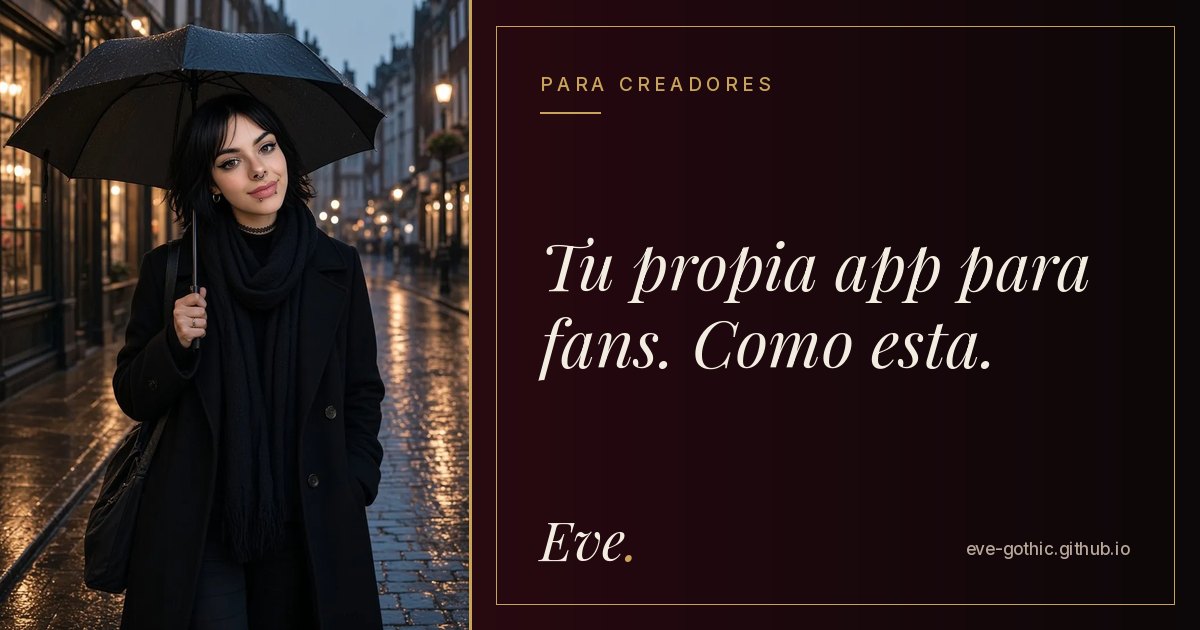 PARA CREADORES
Tu propia app para
fans. Como esta.
Eve.
eve-gothic.github.io